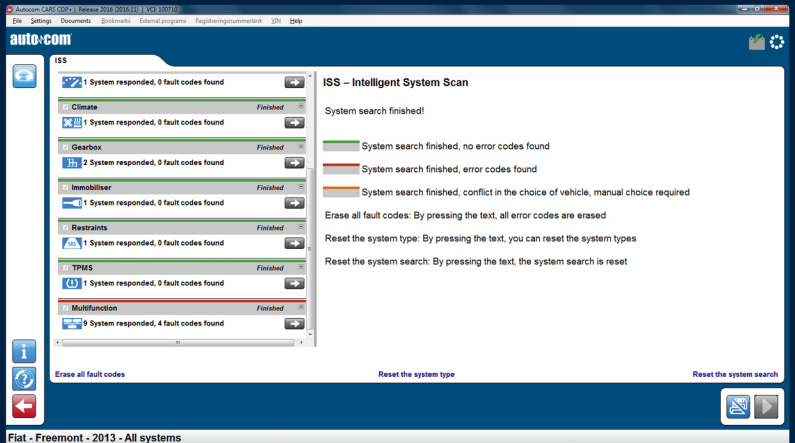 Autocom CARS CDP+ | Release 2016 (2016.11) | VCI: 100710
File Settings Documents Bookmarks External programs Registreringsnummerlänk VIN Help
autocom
ISS
1 System responded, 0 fault codes found
Climate Finished
1 System responded, 0 fault codes found
Gearbox Finished
2 System responded, 0 fault codes found
Immobiliser Finished
1 System responded, 0 fault codes found
Restraints Finished
SRS 1 System responded, 0 fault codes found
TPMS Finished
1 System responded, 0 fault codes found
Multifunction Finished
9 System responded, 4 fault codes found
ISS – Intelligent System Scan
System search finished!
System search finished, no error codes found
System search finished, error codes found
System search finished, conflict in the choice of vehicle, manual choice required
Erase all fault codes: By pressing the text, all error codes are erased
Reset the system type: By pressing the text, you can reset the system types
Reset the system search: By pressing the text, the system search is reset
Erase all fault codes Reset the system type Reset the system search
Fiat - Freemont - 2013 - All systems